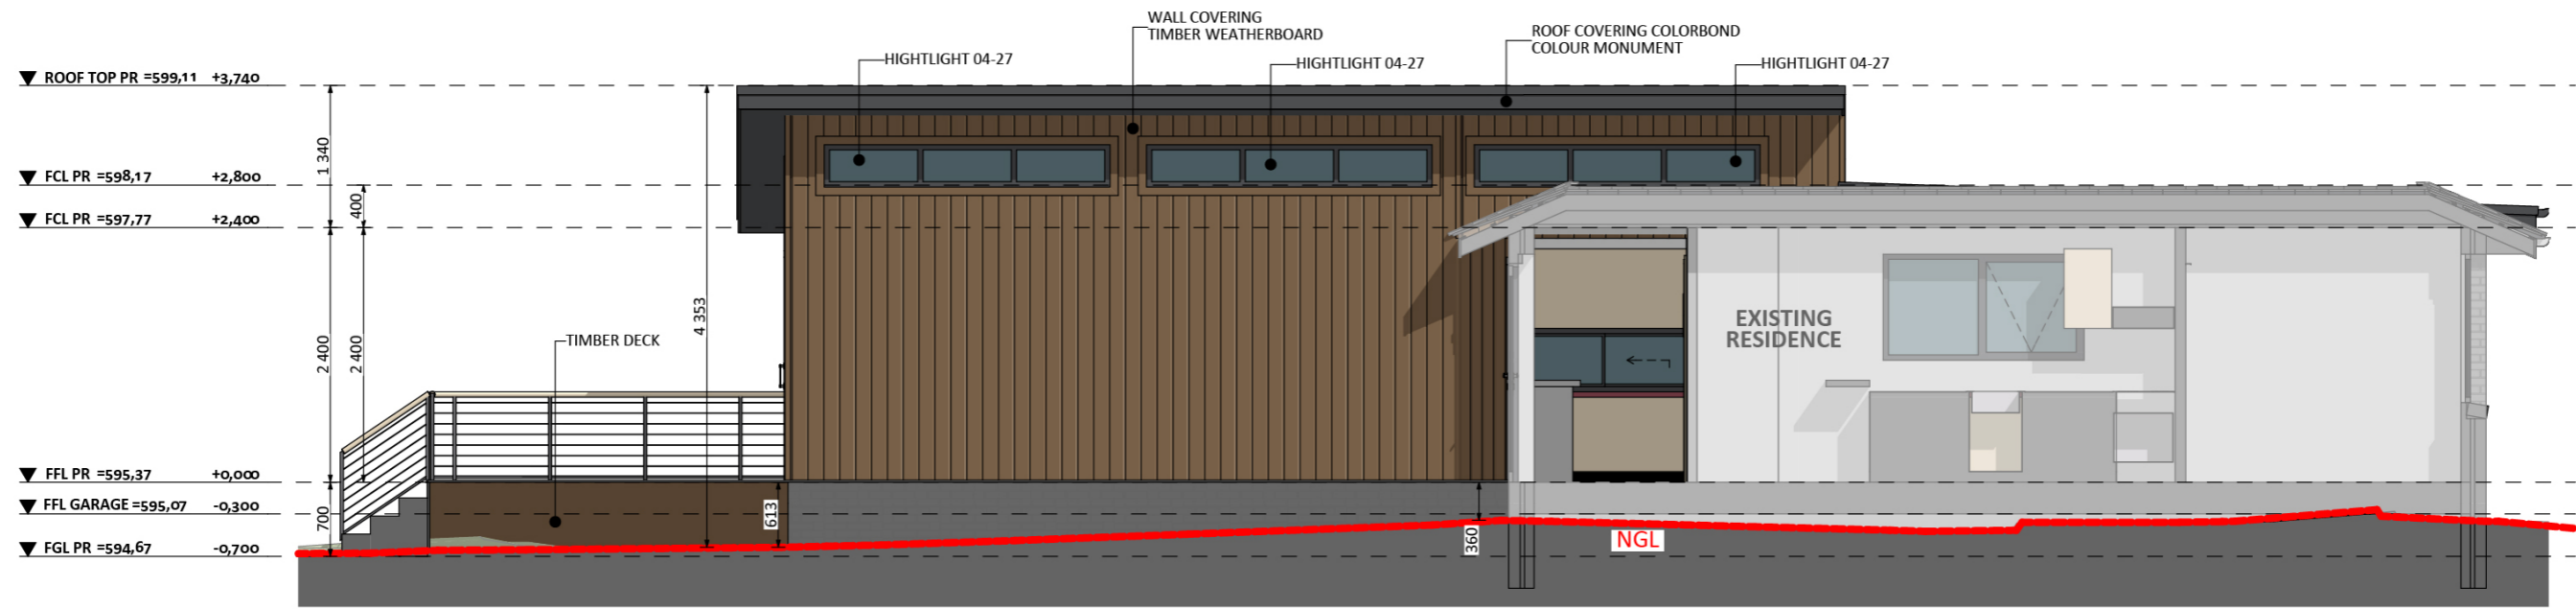 WALL COVERING
TIMBER WEATHERBOARD
ROOF COVERING COLORBOND
COLOUR MONUMENT
HIGHTLIGHT 04-27
HIGHTLIGHT 04-27
HIGHTLIGHT 04-27
ROOF TOP PR =599,11 +3,740
1 340
FCL PR =598,17 +2,800
400
FCL PR =597,77 +2,400
4 353
EXISTING
RESIDENCE
TIMBER DECK
2 400
2 400
FFL PR =595,37 +0,000
FFL GARAGE =595,07 -0,300
700
613
360
NGL
FGL PR =594,67 -0,700